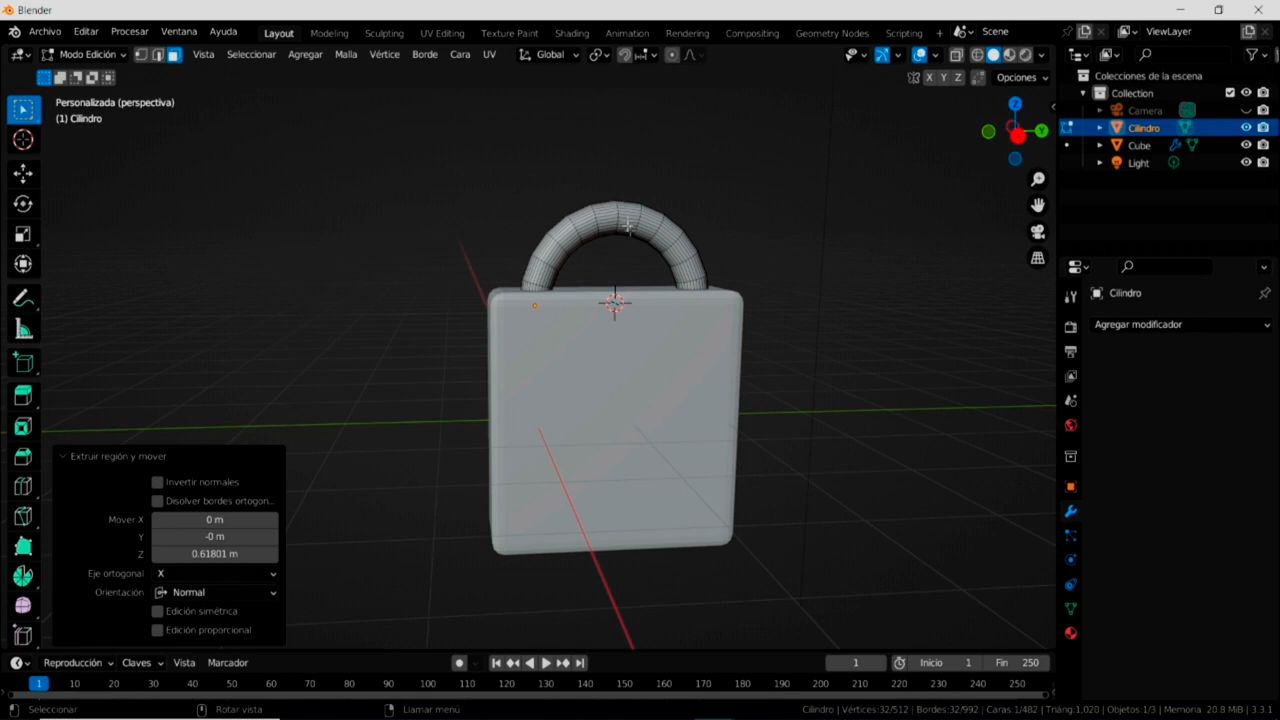 Blender
Archivo Editar Procesar Ventana Ayuda Layout Modeling Sculpting UV Editing Texture Paint Shading Animation Rendering Compositing Geometry Nodes Scripting + Scene ViewLayer
Modo Edición Vista Seleccionar Agregar Malla Vértice Borde Cara UV Global
X Y Z Opciones
Personalizada (perspectiva)
(1) Cilindro
Z
Y
Colecciones de la escena
Collection
Camera
Cilindro
Cube
Light
Cilindro
Agregar modificador
Extruir región y mover
Invertir normales
Disolver bordes ortogon...
Mover X 0 m
Y -0 m
Z 0.61801 m
Eje ortogonal X
Orientación Normal
Edición simétrica
Edición proporcional
Reproducción Claves Vista Marcador 1 Inicio 1 Fin 250
1 10 20 30 40 50 60 70 80 90 100 110 120 130 140 150 160 170 180 190 200 210 220 230 240 250
Seleccionar Rotar vista Llamar menú Cilindro | Vértices:32/512 | Bordes:32/992 | Caras:1/482 | Triáng:1,020 | Objetos:1/3 | Memoria: 20.8 MiB | 3.3.1